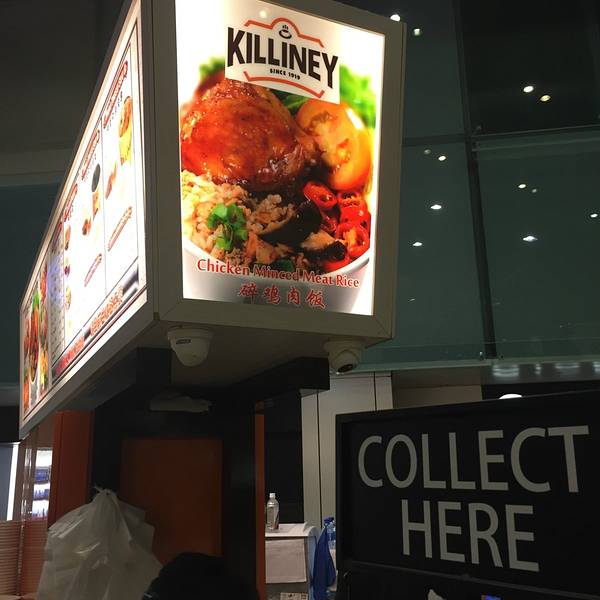 KILLINEY
SINCE 1919
Chicken Minced Meat Rice
碎鸡肉饭
COLLECT
HERE